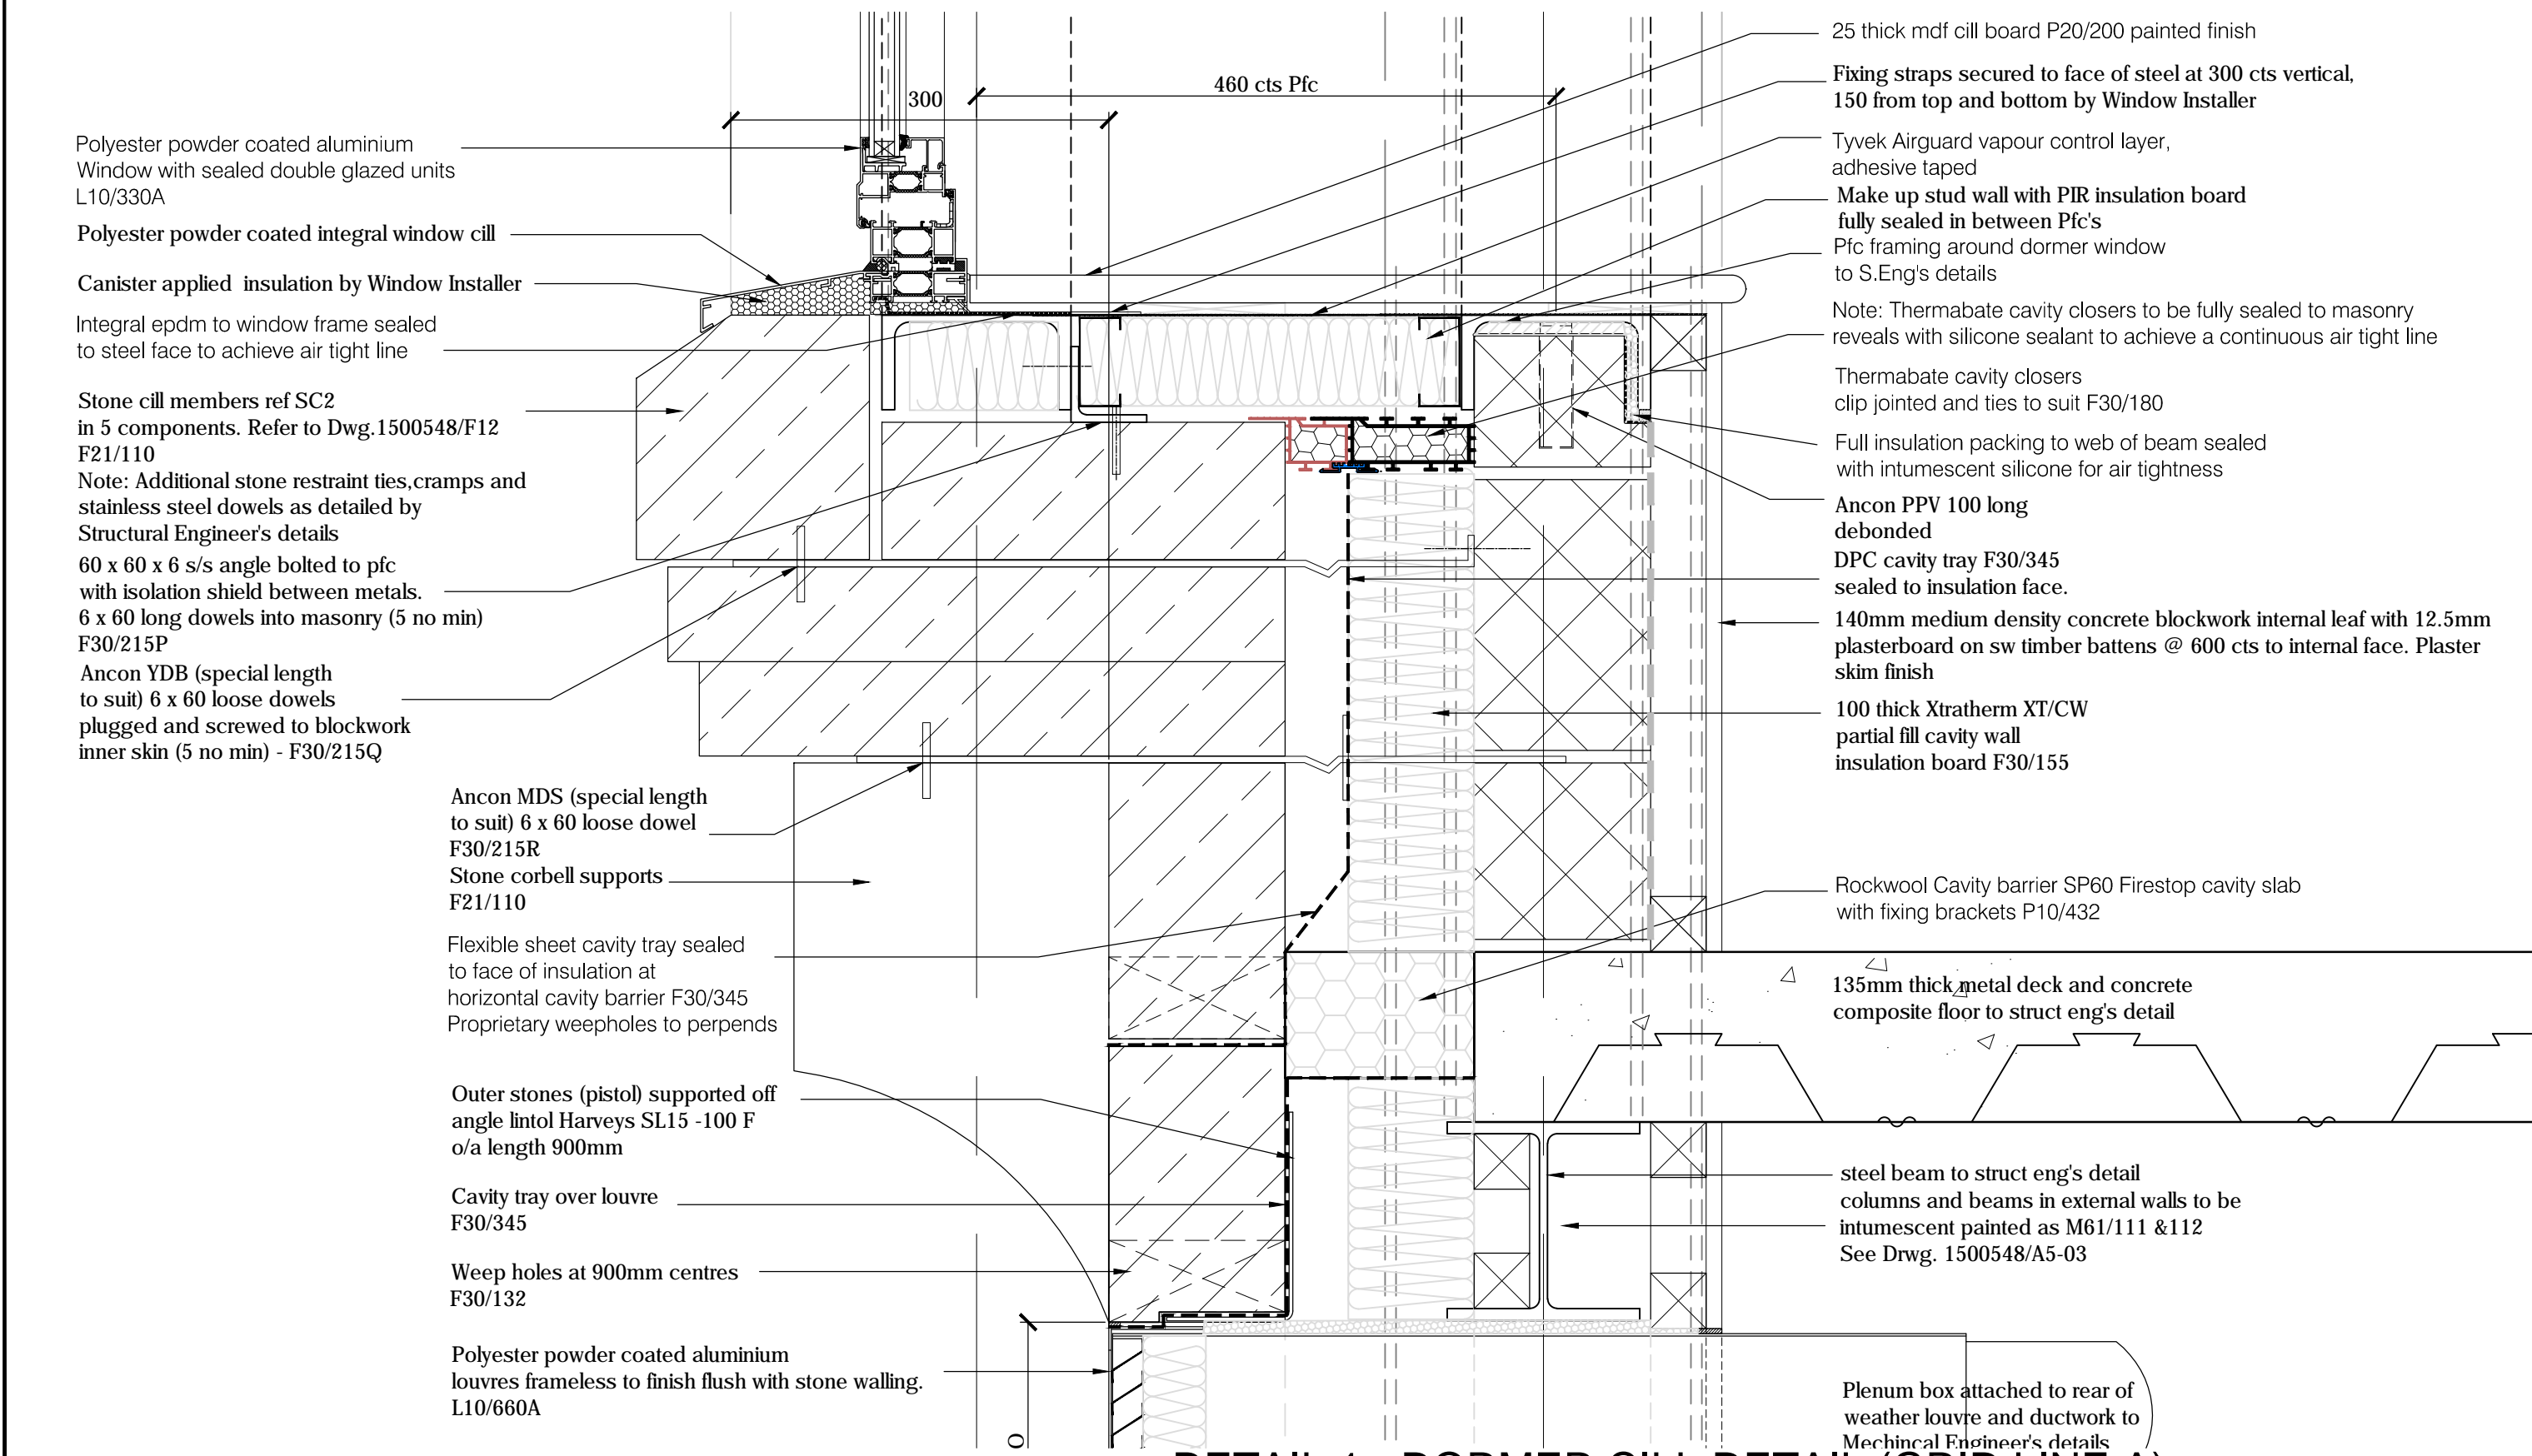 Polyester powder coated aluminium
Window with sealed double glazed units
L10/330A
Polyester powder coated integral window cill
Canister applied insulation by Window Installer
Integral epdm to window frame sealed
to steel face to achieve air tight line
Stone cill members ref SC2
in 5 components. Refer to Dwg.1500548/F12
F21/110
Note: Additional stone restraint ties,cramps and
stainless steel dowels as detailed by
Structural Engineer's details
60 x 60 x 6 s/s angle bolted to pfc
with isolation shield between metals.
6 x 60 long dowels into masonry (5 no min)
F30/215P
Ancon YDB (special length
to suit) 6 x 60 loose dowels
plugged and screwed to blockwork
inner skin (5 no min) - F30/215Q
Ancon MDS (special length
to suit) 6 x 60 loose dowel
F30/215R
Stone corbell supports
F21/110
Flexible sheet cavity tray sealed
to face of insulation at
horizontal cavity barrier F30/345
Proprietary weepholes to perpends
Outer stones (pistol) supported off
angle lintol Harveys SL15 -100 F
o/a length 900mm
Cavity tray over louvre
F30/345
Weep holes at 900mm centres
F30/132
Polyester powder coated aluminium
louvres frameless to finish flush with stone walling.
L10/660A
300
460 cts Pfc
25 thick mdf cill board P20/200 painted finish
Fixing straps secured to face of steel at 300 cts vertical,
150 from top and bottom by Window Installer
Tyvek Airguard vapour control layer,
adhesive taped
Make up stud wall with PIR insulation board
fully sealed in between Pfc's
Pfc framing around dormer window
to S.Eng's details
Note: Thermabate cavity closers to be fully sealed to masonry
reveals with silicone sealant to achieve a continuous air tight line
Thermabate cavity closers
clip jointed and ties to suit F30/180
Full insulation packing to web of beam sealed
with intumescent silicone for air tightness
Ancon PPV 100 long
debonded
DPC cavity tray F30/345
sealed to insulation face.
140mm medium density concrete blockwork internal leaf with 12.5mm
plasterboard on sw timber battens @ 600 cts to internal face. Plaster
skim finish
100 thick Xtratherm XT/CW
partial fill cavity wall
insulation board F30/155
Rockwool Cavity barrier SP60 Firestop cavity slab
with fixing brackets P10/432
135mm thick metal deck and concrete
composite floor to struct eng's detail
steel beam to struct eng's detail
columns and beams in external walls to be
intumescent painted as M61/111 &112
See Drwg. 1500548/A5-03
Plenum box attached to rear of
weather louvre and ductwork to
Mechincal Engineer's details
DETAIL 1 - DORMER CILL DETAIL (GRID LINE A)